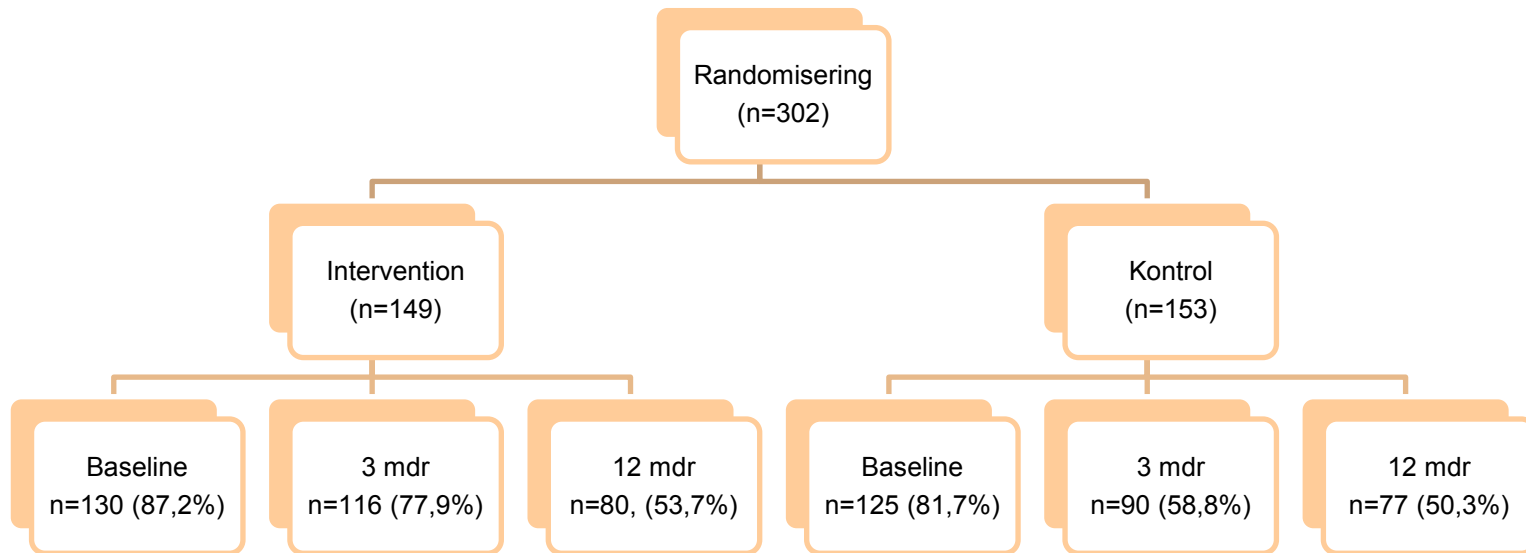 Randomisering
(n=302)
Intervention
(n=149)
Kontrol
(n=153)
Baseline
n=130 (87,2%)
3 mdr
n=116 (77,9%)
12 mdr
n=80, (53,7%)
Baseline
n=125 (81,7%)
3 mdr
n=90 (58,8%)
12 mdr
n=77 (50,3%)